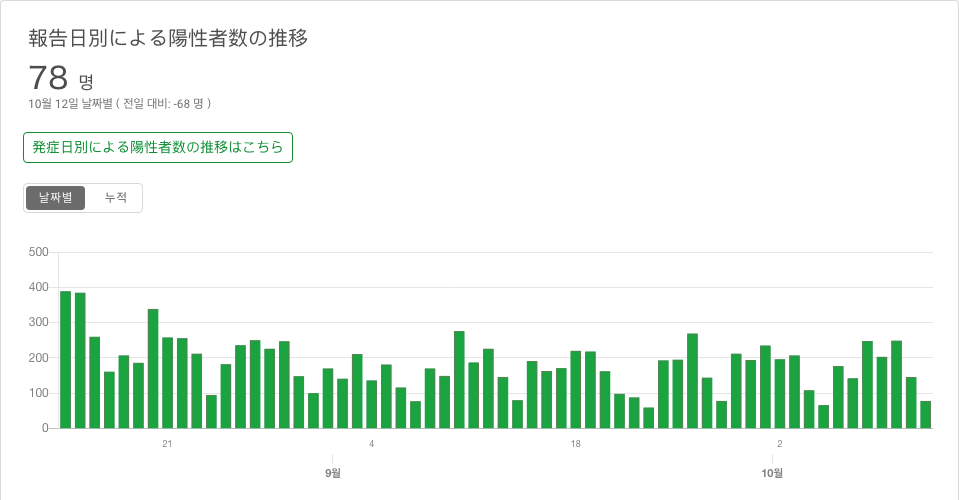 報告日別による陽性者数の推移
78 명
10월 12일 날짜별 ( 전일 대비: -68 명 )
発症日別による陽性者数の推移はこちら
날짜별 누적
500
400
300
200
100
0
21 4 18 2
9월 10월